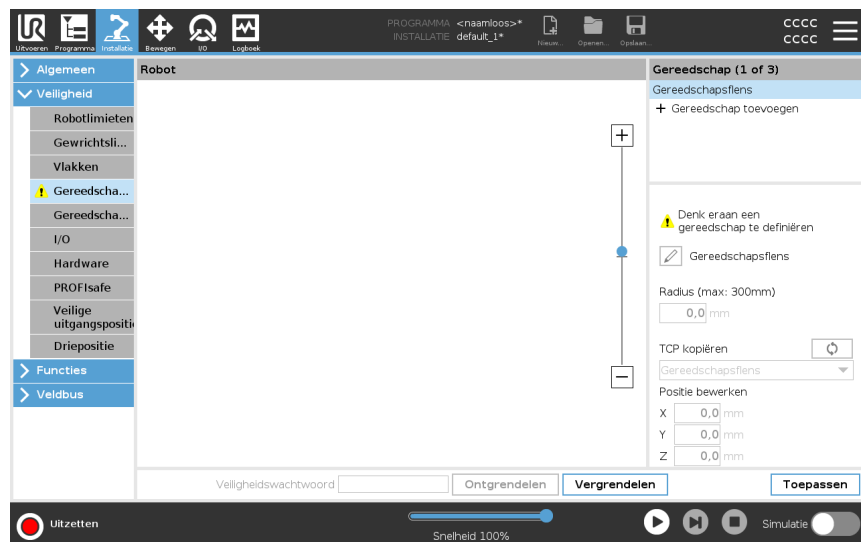 UR
PROGRAMMA <naamloos>*
INSTALLATIE default_1*
cccc
cccc
Uitvoeren Programma Installatie Bewegen I/O Logboek Nieuw... Openen... Opslaan...
Algemeen
Veiligheid
Robotlimieten
Gewrichtsli...
Vlakken
Gereedscha...
Gereedscha...
I/O
Hardware
PROFIsafe
Veilige
uitgangspositi
Driepositie
Functies
Veldbus
Robot
Gereedschap (1 of 3)
Gereedschapsflens
+ Gereedschap toevoegen
Denk eraan een
gereedschap te definiëren
Gereedschapsflens
Radius (max: 300mm)
0,0 mm
TCP kopiëren
Gereedschapsflens
Positie bewerken
X 0,0 mm
Y 0,0 mm
Z 0,0 mm
Veiligheidswachtwoord Ontgrendelen Vergrendelen Toepassen
Uitzetten
Snelheid 100%
Simulatie